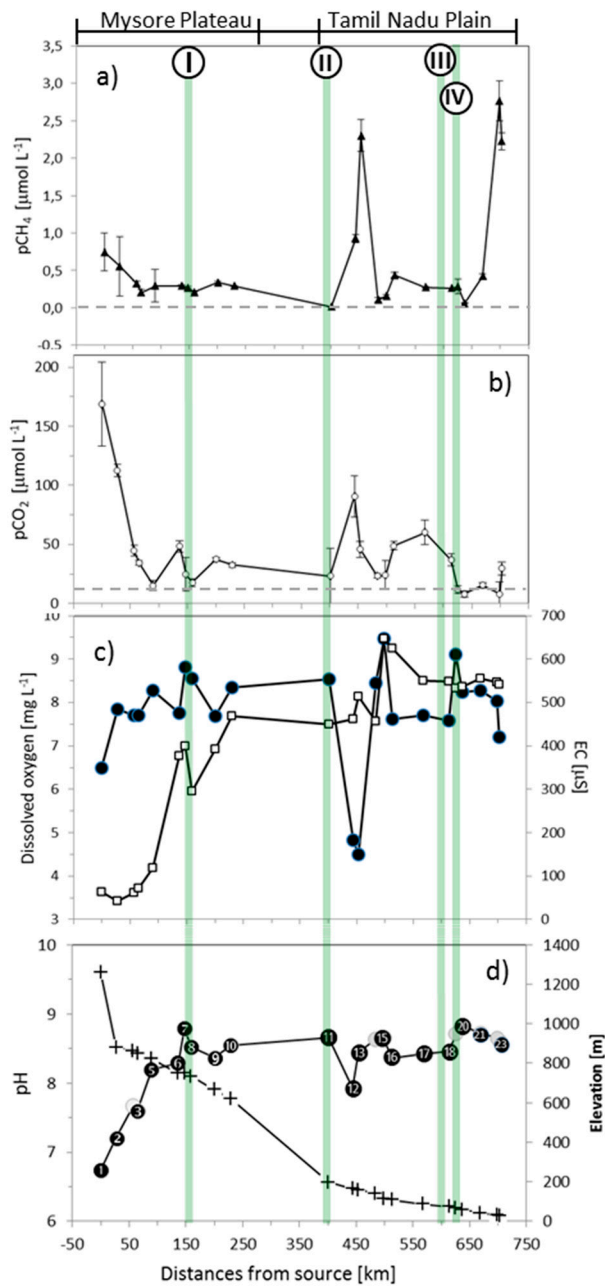 Mysore Plateau Tamil Nadu Plain
I II III IV
a)
3,5
3,0
2,5
2,0
1,5
1,0
0,5
0,0
-0,5
pCH₄ [µmol L⁻¹]
b)
200
150
100
50
0
pCO₂ [µmol L⁻¹]
c)
10
9
8
7
6
5
4
3
Dissolved oxygen [mg L⁻¹]
700
600
500
400
300
200
100
0
EC [µS]
d)
10
9
8
7
6
pH
1400
1200
1000
800
600
400
200
0
Elevation [m]
1 2 3 5 6 7 8 9 10 11 12 13 15 16 17 18 20 21 23
-50 50 150 250 350 450 550 650 750
Distances from source [km]